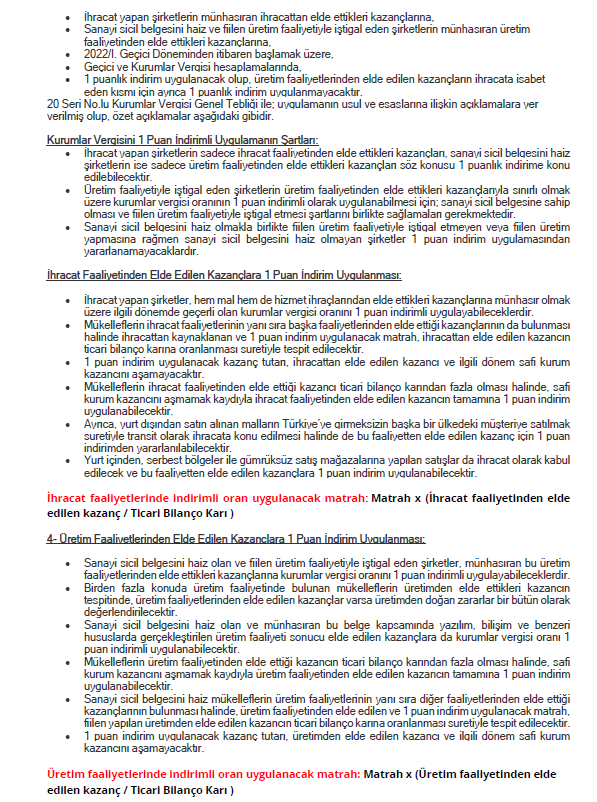 • İhracat yapan şirketlerin münhasıran ihracattan elde ettikleri kazançlarına,
• Sanayi sicil belgesini haiz ve fiilen üretim faaliyetiyle iştigal eden şirketlerin münhasıran üretim
faaliyetinden elde ettikleri kazançlarına,
• 2022/I. Geçici Döneminden itibaren başlamak üzere,
• Geçici ve Kurumlar Vergisi hesaplamalarında,
• 1 puanlık indirim uygulanacak olup, üretim faaliyetlerinden elde edilen kazançların ihracata isabet
eden kısmı için ayrıca 1 puanlık indirim uygulanmayacaktır.
20 Seri No.lu Kurumlar Vergisi Genel Tebliği ile; uygulamanın usul ve esaslarına ilişkin açıklamalara yer
verilmiş olup, özet açıklamalar aşağıdaki gibidir.
Kurumlar Vergisini 1 Puan İndirimli Uygulamanın Şartları:
• İhracat yapan şirketlerin sadece ihracat faaliyetinden elde ettikleri kazançları, sanayi sicil belgesini haiz
şirketlerin ise sadece üretim faaliyetinden elde ettikleri kazançları söz konusu 1 puanlık indirime konu
edilebilecektir.
• Üretim faaliyetiyle iştigal eden şirketlerin üretim faaliyetinden elde ettikleri kazançlarıyla sınırlı olmak
üzere kurumlar vergisi oranının 1 puan indirimli olarak uygulanabilmesi için; sanayi sicil belgesine sahip
olması ve fiilen üretim faaliyetiyle iştigal etmesi şartlarını birlikte sağlamaları gerekmektedir.
• Sanayi sicil belgesini haiz olmakla birlikte fiilen üretim faaliyetiyle iştigal etmeyen veya fiilen üretim
yapmasına rağmen sanayi sicil belgesini haiz olmayan şirketler 1 puan indirim uygulamasından
yararlanamayacaklardır.
İhracat Faaliyetinden Elde Edilen Kazançlara 1 Puan İndirim Uygulanması:
• İhracat yapan şirketler, hem mal hem de hizmet ihraçlarından elde ettikleri kazançlarına münhasır olmak
üzere ilgili dönemde geçerli olan kurumlar vergisi oranını 1 puan indirimli uygulayabileceklerdir.
• Mükelleflerin ihracat faaliyetlerinin yanı sıra başka faaliyetlerinden elde ettiği kazançlarının da bulunması
halinde ihracattan kaynaklanan ve 1 puan indirim uygulanacak matrah, ihracattan elde edilen kazancın
ticari bilanço karına oranlanması suretiyle tespit edilecektir.
• 1 puan indirim uygulanacak kazanç tutarı, ihracattan elde edilen kazancı ve ilgili dönem safi kurum
kazancını aşamayacaktır.
• Mükelleflerin ihracat faaliyetinden elde ettiği kazancı ticari bilanço karından fazla olması halinde, safi
kurum kazancını aşmamak kaydıyla ihracat faaliyetinden elde edilen kazancın tamamına 1 puan indirim
uygulanabilecektir.
• Ayrıca, yurt dışından satın alınan malların Türkiye'ye girmeksizin başka bir ülkedeki müşteriye satılmak
suretiyle transit olarak ihracata konu edilmesi halinde de bu faaliyetten elde edilen kazanç için 1 puan
indirimden yararlanılabilecektir.
• Yurt içinden, serbest bölgeler ile gümrüksüz satış mağazalarına yapılan satışlar da ihracat olarak kabul
edilecek ve bu faaliyetten elde edilen kazançlara 1 puan indirim uygulanabilecektir.
İhracat faaliyetlerinde indirimli oran uygulanacak matrah: Matrah x (İhracat faaliyetinden elde
edilen kazanç / Ticari Bilanço Karı )
4- Üretim Faaliyetlerinden Elde Edilen Kazançlara 1 Puan İndirim Uygulanması:
• Sanayi sicil belgesini haiz olan ve fiilen üretim faaliyetiyle iştigal eden şirketler, münhasıran bu üretim
faaliyetlerinden elde ettikleri kazançlarına kurumlar vergisi oranını 1 puan indirimli uygulayabileceklerdir.
• Birden fazla konuda üretim faaliyetinde bulunan mükelleflerin üretimden elde ettikleri kazancın
tespitinde, üretim faaliyetlerinden elde edilen kazançlar varsa üretimden doğan zararlar bir bütün olarak
değerlendirilecektir.
• Sanayi sicil belgesini haiz olan ve münhasıran bu belge kapsamında yazılım, bilişim ve benzeri
hususlarda gerçekleştirilen üretim faaliyeti sonucu elde edilen kazançlara da kurumlar vergisi oranı 1
puan indirimli uygulanabilecektir.
• Mükelleflerin üretim faaliyetinden elde ettiği kazancın ticari bilanço karından fazla olması halinde, safi
kurum kazancını aşmamak kaydıyla üretim faaliyetinden elde edilen kazancın tamamına 1 puan indirim
uygulanabilecektir.
• Sanayi sicil belgesini haiz mükelleflerin üretim faaliyetlerinin yanı sıra diğer faaliyetlerinden elde ettiği
kazançlarının bulunması halinde, üretim faaliyetinden elde edilen ve 1 puan indirim uygulanacak matrah,
fiilen yapılan üretimden elde edilen kazancın ticari bilanço karına oranlanması suretiyle tespit edilecektir.
• 1 puan indirim uygulanacak kazanç tutarı, üretimden elde edilen kazancı ve ilgili dönem safi kurum
kazancını aşamayacaktır.
Üretim faaliyetlerinde indirimli oran uygulanacak matrah: Matrah x (Üretim faaliyetinden elde
edilen kazanç / Ticari Bilanço Karı )